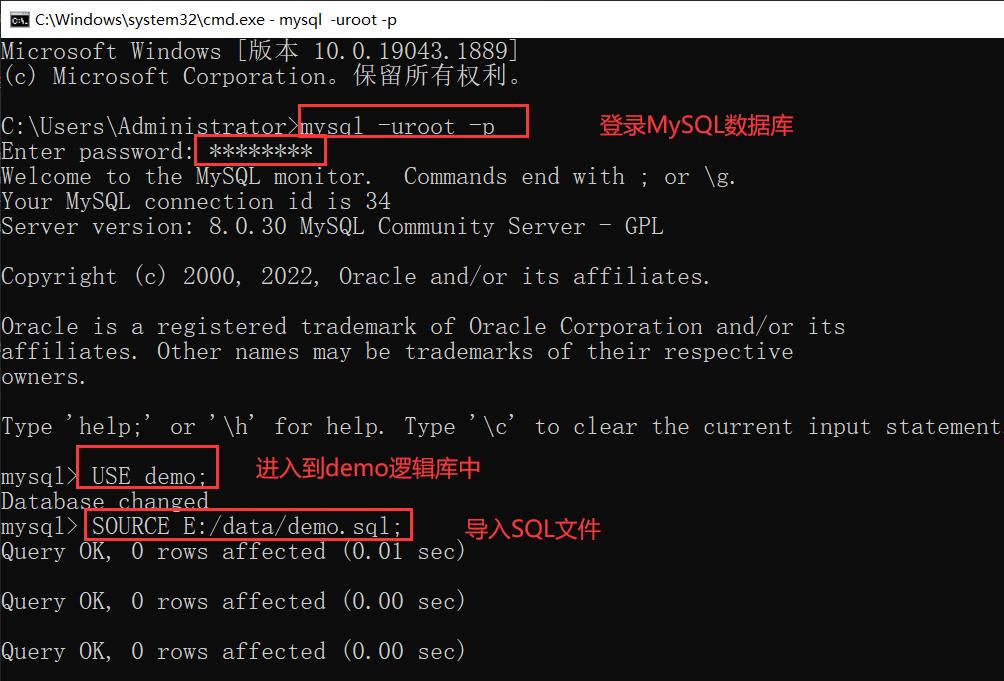 C:\Windows\system32\cmd.exe - mysql  -uroot -p
Microsoft Windows [版本 10.0.19043.1889]
(c) Microsoft Corporation。保留所有权利。
C:\Users\Administrator>mysql -uroot -p 登录MySQL数据库
Enter password: ********
Welcome to the MySQL monitor.  Commands end with ; or \g.
Your MySQL connection id is 34
Server version: 8.0.30 MySQL Community Server - GPL
Copyright (c) 2000, 2022, Oracle and/or its affiliates.
Oracle is a registered trademark of Oracle Corporation and/or its
affiliates. Other names may be trademarks of their respective
owners.
Type 'help;' or '\h' for help. Type '\c' to clear the current input statement
mysql> USE demo; 进入到demo逻辑库中
Database changed
mysql> SOURCE E:/data/demo.sql; 导入SQL文件
Query OK, 0 rows affected (0.01 sec)
Query OK, 0 rows affected (0.00 sec)
Query OK, 0 rows affected (0.00 sec)